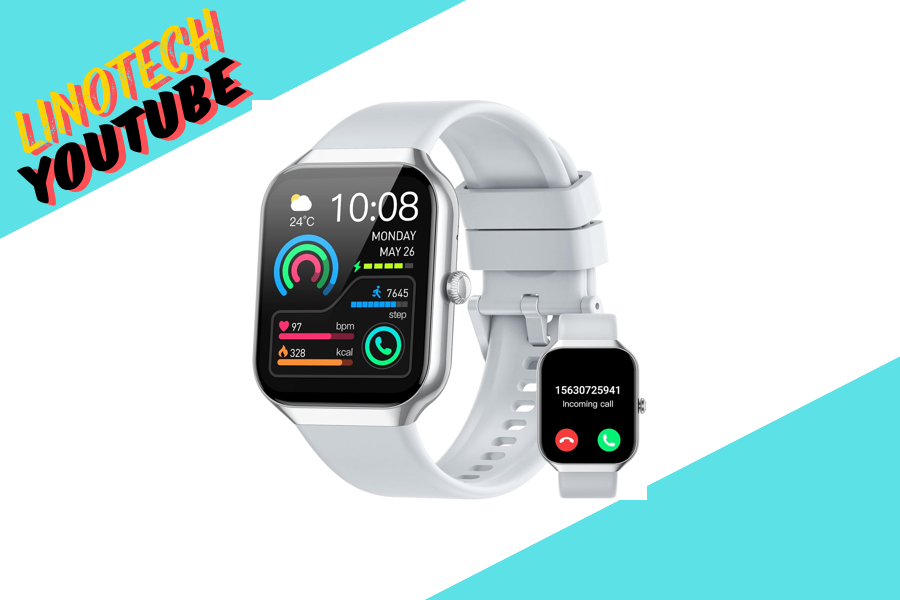 LINOTECH
YOUTUBE
10:08
24°C
MONDAY
MAY 26
7645
step
97 bpm
328 kcal
15630725941
Incoming call